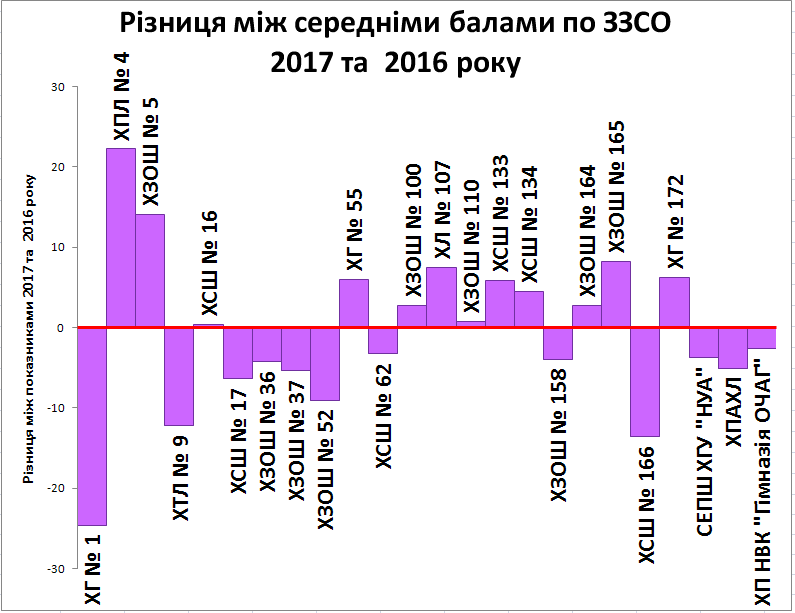 Різниця між середніми балами по ЗЗСО
2017 та 2016 року
Різниця між показниками 2017 та 2016 року
30
20
10
0
-10
-20
-30
ХГ № 1
ХПЛ № 4
ХЗОШ № 5
ХТЛ № 9
ХСШ № 16
ХСШ № 17
ХЗОШ № 36
ХЗОШ № 37
ХЗОШ № 52
ХГ № 55
ХСШ № 62
ХЗОШ № 100
ХЛ № 107
ХЗОШ № 110
ХСШ № 133
ХСШ № 134
ХЗОШ № 158
ХЗОШ № 164
ХЗОШ № 165
ХСШ № 166
ХГ № 172
СЕПШ ХГУ "НУА"
ХПАХЛ
ХП НВК "Гімназія ОЧАГ"